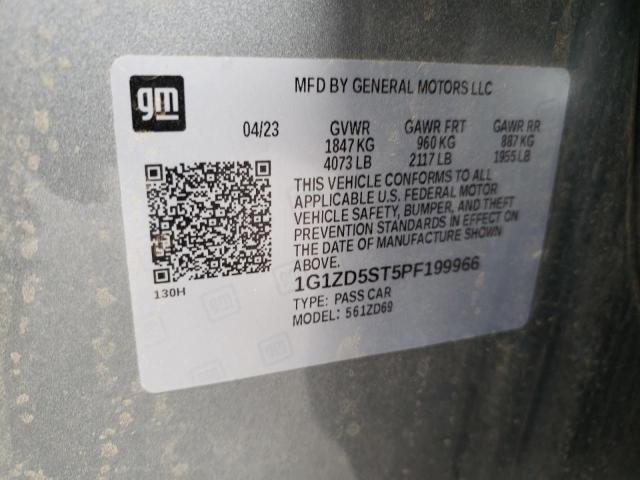 gm
MFD BY GENERAL MOTORS LLC
04/23 GVWR GAWR FRT GAWR RR
1847 KG 960 KG 887 KG
4073 LB 2117 LB 1955 LB
THIS VEHICLE CONFORMS TO ALL
APPLICABLE U.S. FEDERAL MOTOR
VEHICLE SAFETY, BUMPER, AND THEFT
PREVENTION STANDARDS IN EFFECT ON
THE DATE OF MANUFACTURE SHOWN
ABOVE.
130H
1G1ZD5ST5PF199966
TYPE: PASS CAR
MODEL: 561ZD69